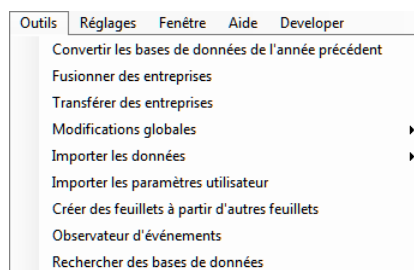 Outils Réglages Fenêtre Aide Developer
Convertir les bases de données de l'année précédent
Fusionner des entreprises
Transférer des entreprises
Modifications globales
Importer les données
Importer les paramètres utilisateur
Créer des feuillets à partir d'autres feuillets
Observateur d'événements
Rechercher des bases de données